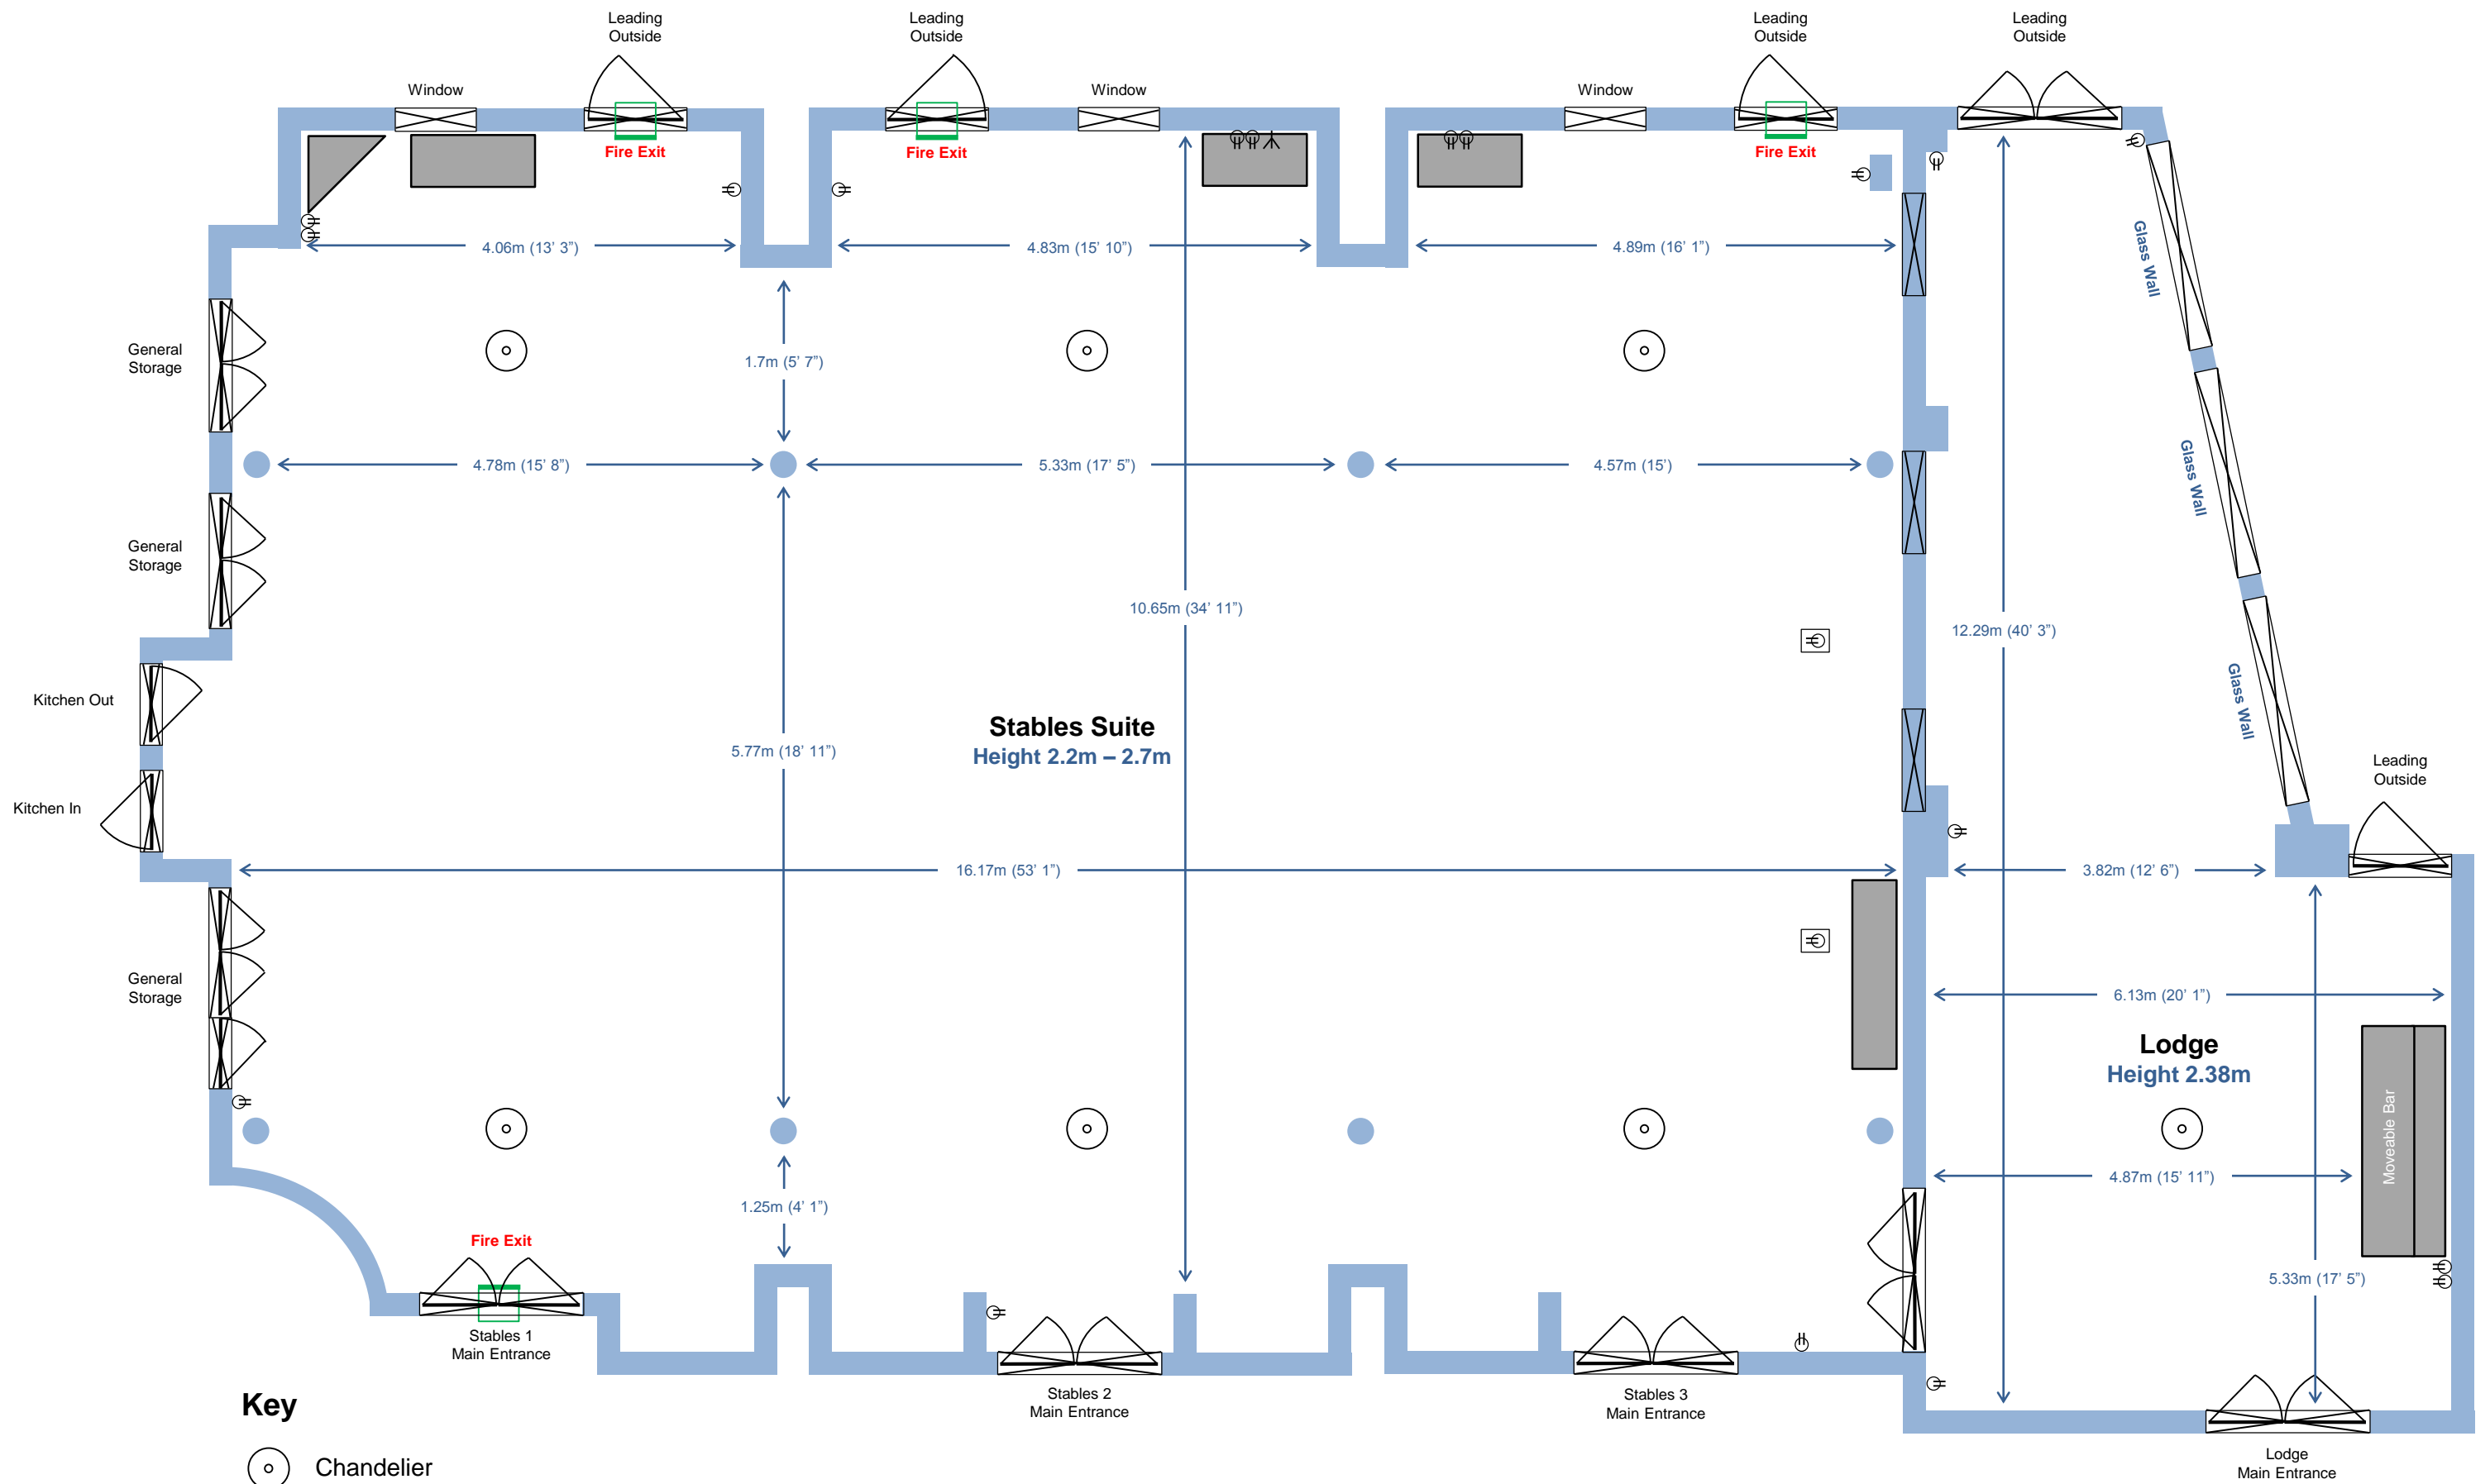 Leading
Outside
Leading
Outside
Leading
Outside
Leading
Outside
Window
Window
Window
Fire Exit
Fire Exit
Fire Exit
4.06m (13’ 3”)
4.83m (15’ 10”)
4.89m (16’ 1”)
Glass Wall
General
Storage
1.7m (5’ 7”)
4.78m (15’ 8”)
5.33m (17’ 5”)
4.57m (15’)
Glass Wall
General
Storage
10.65m (34’ 11”)
12.29m (40’ 3”)
Glass Wall
Kitchen Out
Stables Suite
Height 2.2m – 2.7m
5.77m (18’ 11”)
Leading
Outside
Kitchen In
16.17m (53’ 1”)
3.82m (12’ 6”)
General
Storage
6.13m (20’ 1”)
Lodge
Height 2.38m
Moveable Bar
4.87m (15’ 11”)
1.25m (4’ 1”)
Fire Exit
5.33m (17’ 5”)
Stables 1
Main Entrance
Stables 2
Main Entrance
Stables 3
Main Entrance
Lodge
Main Entrance
Key
Chandelier